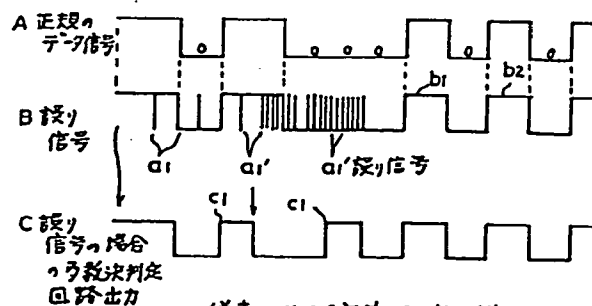 A 正規の
データ信号
o
o o o
o
o
b1
b2
B 誤り
信号
a1
a1'
a1' 誤り信号
c1
c1
C 誤り
信号の場合
の多数決判定
回路出力